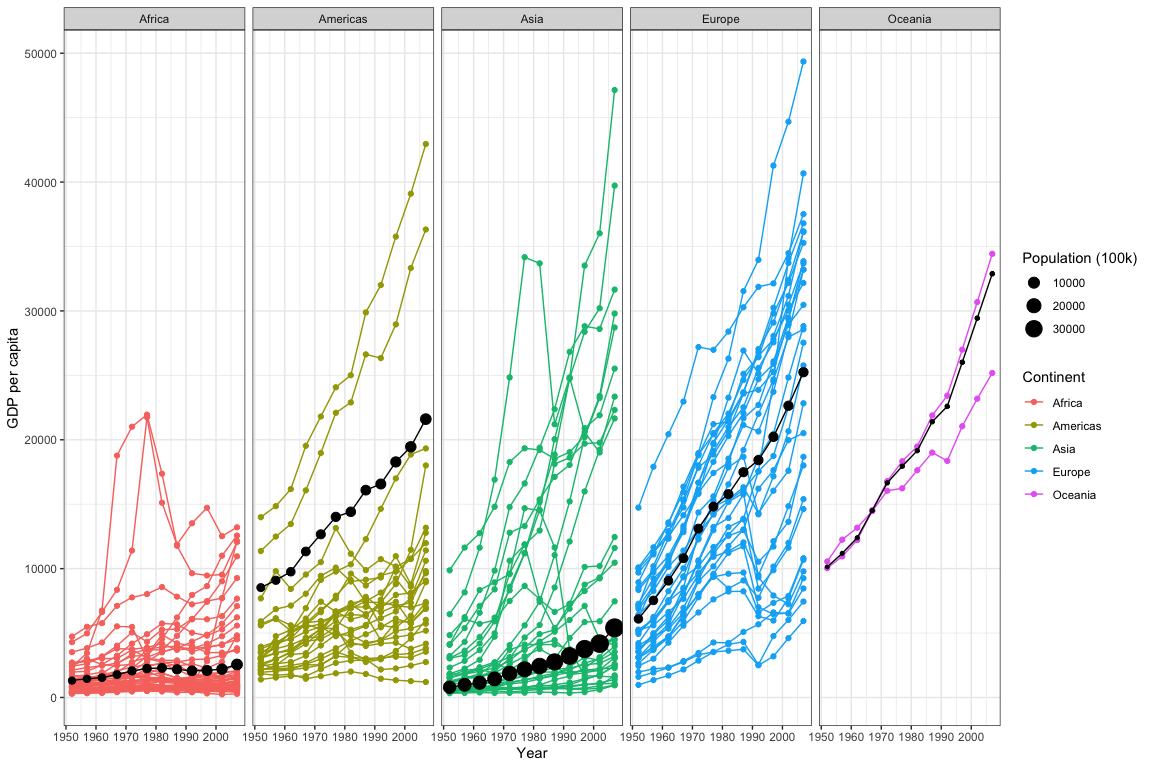 Africa
Americas
Asia
Europe
Oceania
GDP per capita
50000
40000
30000
20000
10000
0
1950 1960 1970 1980 1990 2000
1950 1960 1970 1980 1990 2000
1950 1960 1970 1980 1990 2000
1950 1960 1970 1980 1990 2000
1950 1960 1970 1980 1990 2000
Year
Population (100k)
10000
20000
30000
Continent
Africa
Americas
Asia
Europe
Oceania